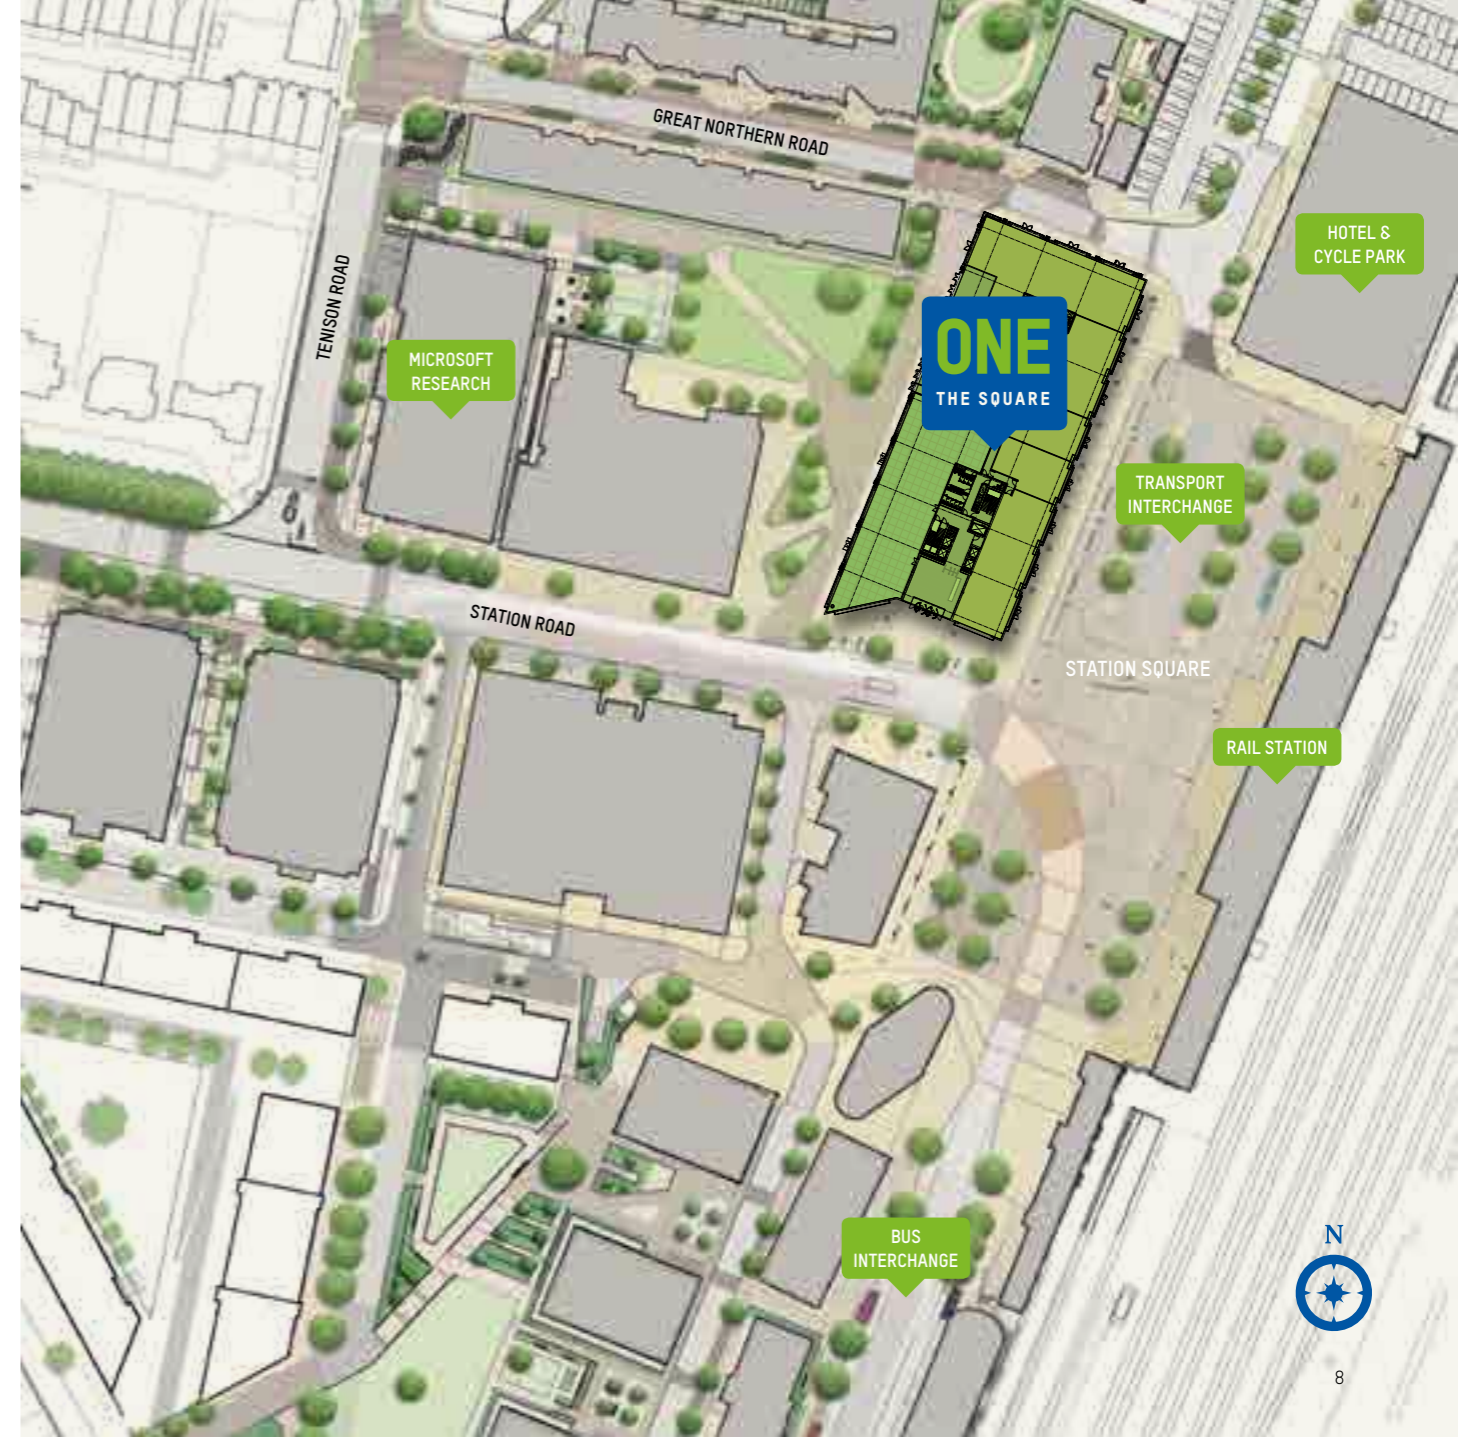 GREAT NORTHERN ROAD
HOTEL &
CYCLE PARK
TENISON ROAD
MICROSOFT
RESEARCH
ONE
THE SQUARE
TRANSPORT
INTERCHANGE
STATION ROAD
STATION SQUARE
RAIL STATION
BUS
INTERCHANGE
N
8